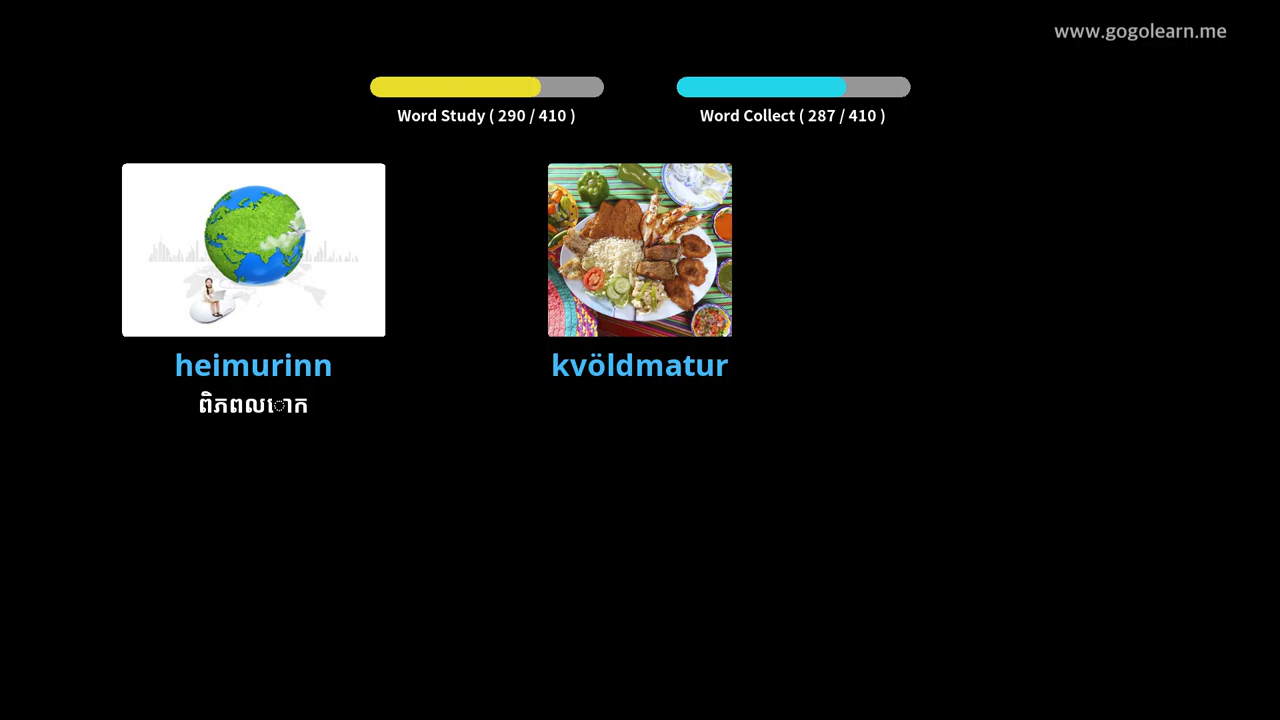 www.gogolearn.me
Word Study ( 290 / 410 )
Word Collect ( 287 / 410 )
heimurinn
ពិភពលោក
kvöldmatur